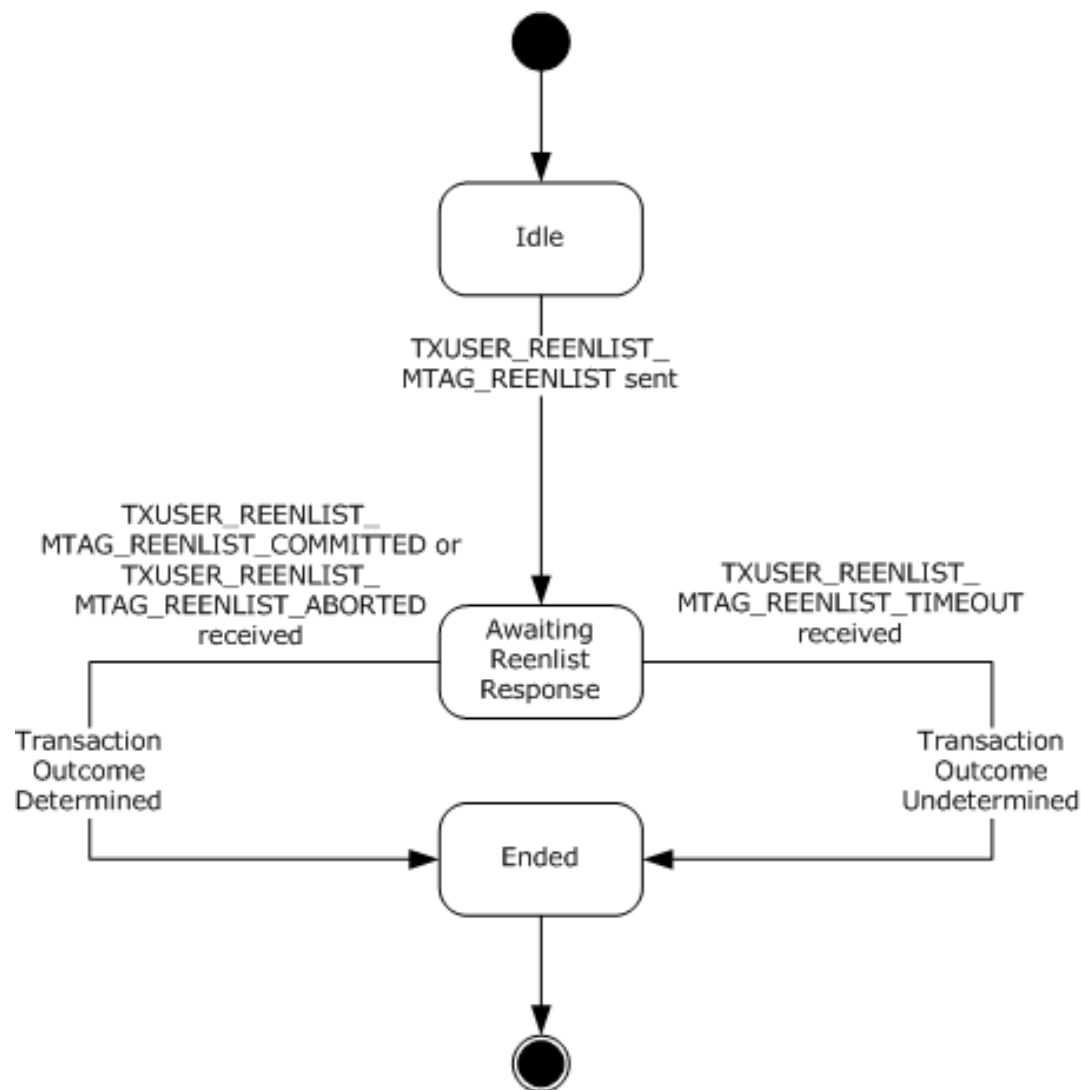 Idle
TXUSER_REENLIST_
MTAG_REENLIST sent
TXUSER_REENLIST_
MTAG_REENLIST_COMMITTED or
TXUSER_REENLIST_
MTAG_REENLIST_ABORTED
received
TXUSER_REENLIST_
MTAG_REENLIST_TIMEOUT
received
Awaiting
Reenlist
Response
Transaction
Outcome
Determined
Transaction
Outcome
Undetermined
Ended